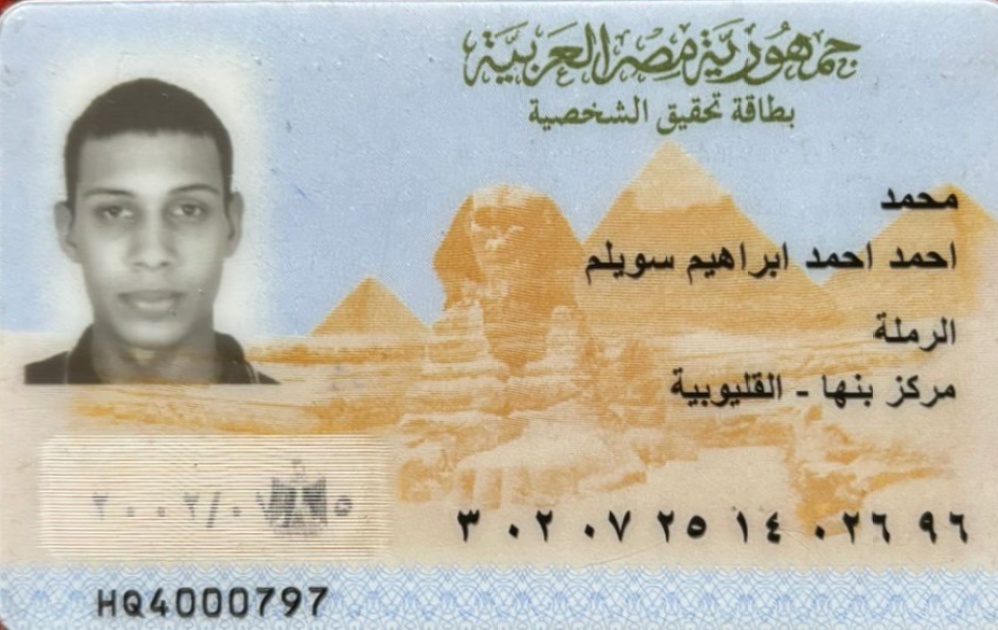 جمهورية مصر العربية
بطاقة تحقيق الشخصية
محمد
احمد احمد ابراهيم سويلم
الرملة
مركز بنها - القليوبية
٣ ٠٢ ٠٧ ٢٥ ١٤ ٠٢٦ ٩٦
٢٠٠٢/٠٧
HQ4000797